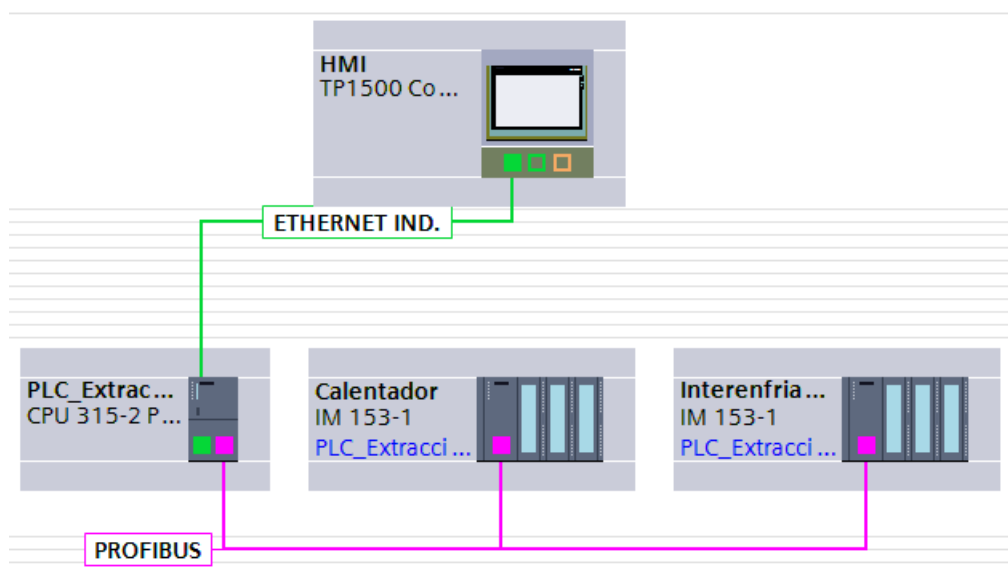 HMI
TP1500 Co...
ETHERNET IND.
PLC_Extrac...
CPU 315-2 P...
Calentador
IM 153-1
PLC_Extracci...
Interenfria...
IM 153-1
PLC_Extracci...
PROFIBUS